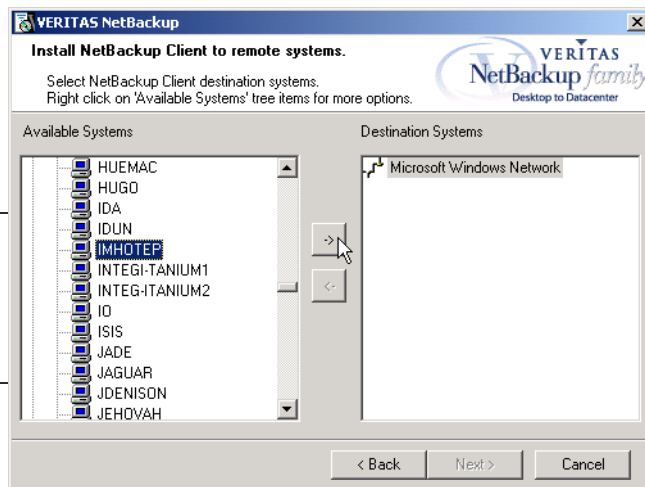 VERITAS NetBackup
Install NetBackup Client to remote systems.
Select NetBackup Client destination systems.
Right click on 'Available Systems' tree items for more options.
VERITAS
NetBackup family
Desktop to Datacenter
Available Systems
Destination Systems
HUEMAC
HUGO
IDA
IDUN
IMHOTEP
INTEGI-TANIUM1
INTEG-ITANIUM2
IO
ISIS
JADE
JAGUAR
JDENISON
JEHOVAH
Microsoft Windows Network
->
<-
< Back
Next >
Cancel